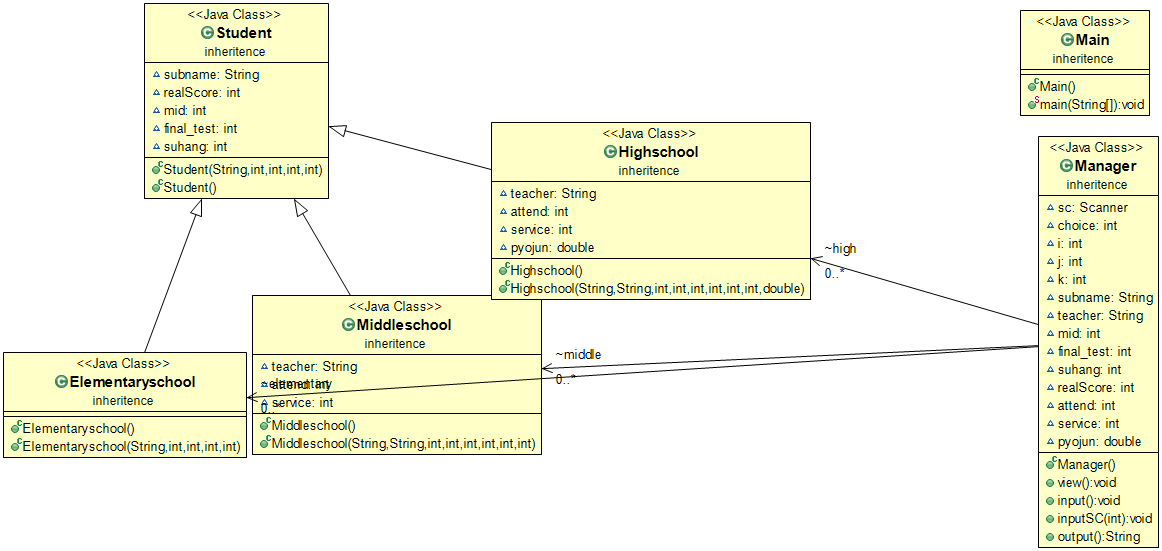 <<Java Class>>
Student
inheritence
subname: String
realScore: int
mid: int
final_test: int
suhang: int
Student(String,int,int,int,int)
Student()
<<Java Class>>
Main
inheritence
Main()
main(String[]):void
<<Java Class>>
Highschool
inheritence
teacher: String
attend: int
service: int
pyojun: double
Highschool()
Highschool(String,String,int,int,int,int,int,int,double)
~high
0..*
<<Java Class>>
Manager
inheritence
sc: Scanner
choice: int
i: int
j: int
k: int
subname: String
teacher: String
mid: int
final_test: int
suhang: int
realScore: int
attend: int
service: int
pyojun: double
Manager()
view():void
input():void
inputSC(int):void
output():String
<<Java Class>>
Middleschool
inheritence
teacher: String
attend: int
service: int
Middleschool()
Middleschool(String,String,int,int,int,int,int,int)
~middle
0..*
<<Java Class>>
Elementaryschool
inheritence
Elementaryschool()
Elementaryschool(String,int,int,int,int)
~elementary
0..*